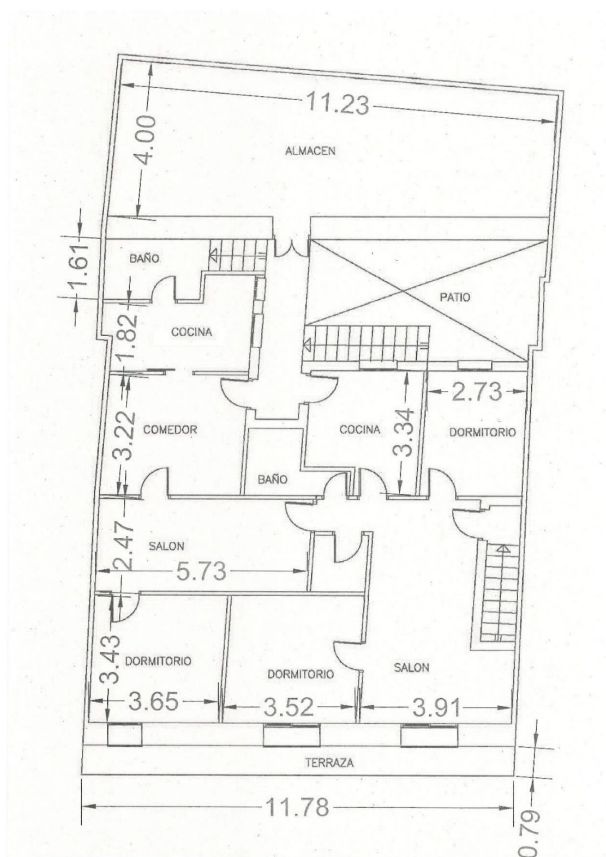 11.23
4.00
ALMACEN
1.61
BAÑO
PATIO
1.82
COCINA
2.73
3.22
COMEDOR
COCINA
3.34
DORMITORIO
BAÑO
2.47
SALON
5.73
3.43
DORMITORIO
DORMITORIO
SALON
3.65
3.52
3.91
TERRAZA
0.79
11.78